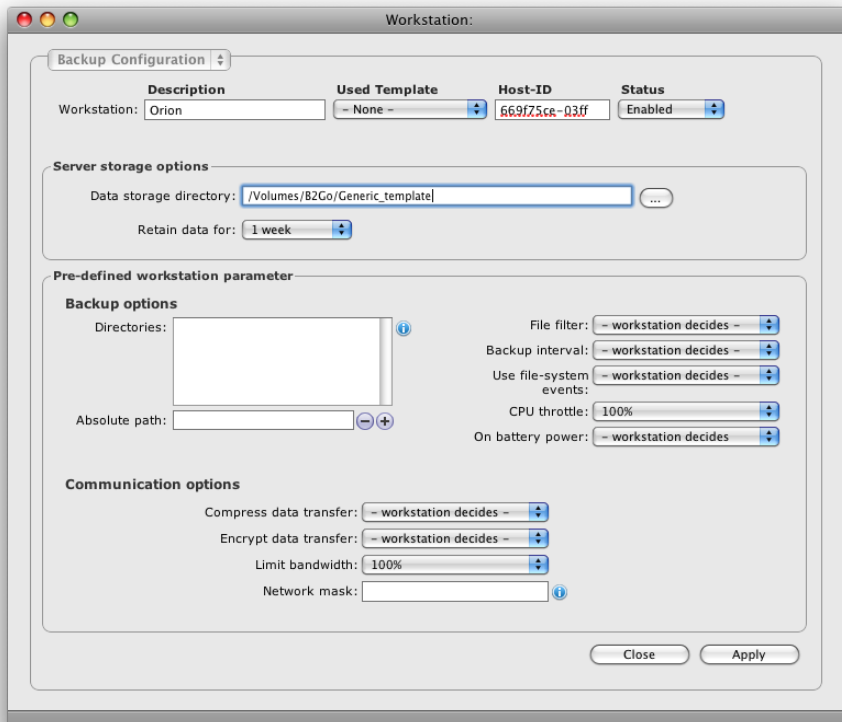 Workstation:
Backup Configuration
Description Used Template Host-ID Status
Workstation: Orion - None - 669f75ce-03ff Enabled
Server storage options
Data storage directory: /Volumes/B2Go/Generic_template ...
Retain data for: 1 week
Pre-defined workstation parameter
Backup options
Directories: File filter: - workstation decides -
Backup interval: - workstation decides -
Use file-system - workstation decides -
events:
CPU throttle: 100%
Absolute path:
On battery power: - workstation decides
Communication options
Compress data transfer: - workstation decides -
Encrypt data transfer: - workstation decides -
Limit bandwidth: 100%
Network mask:
Close Apply